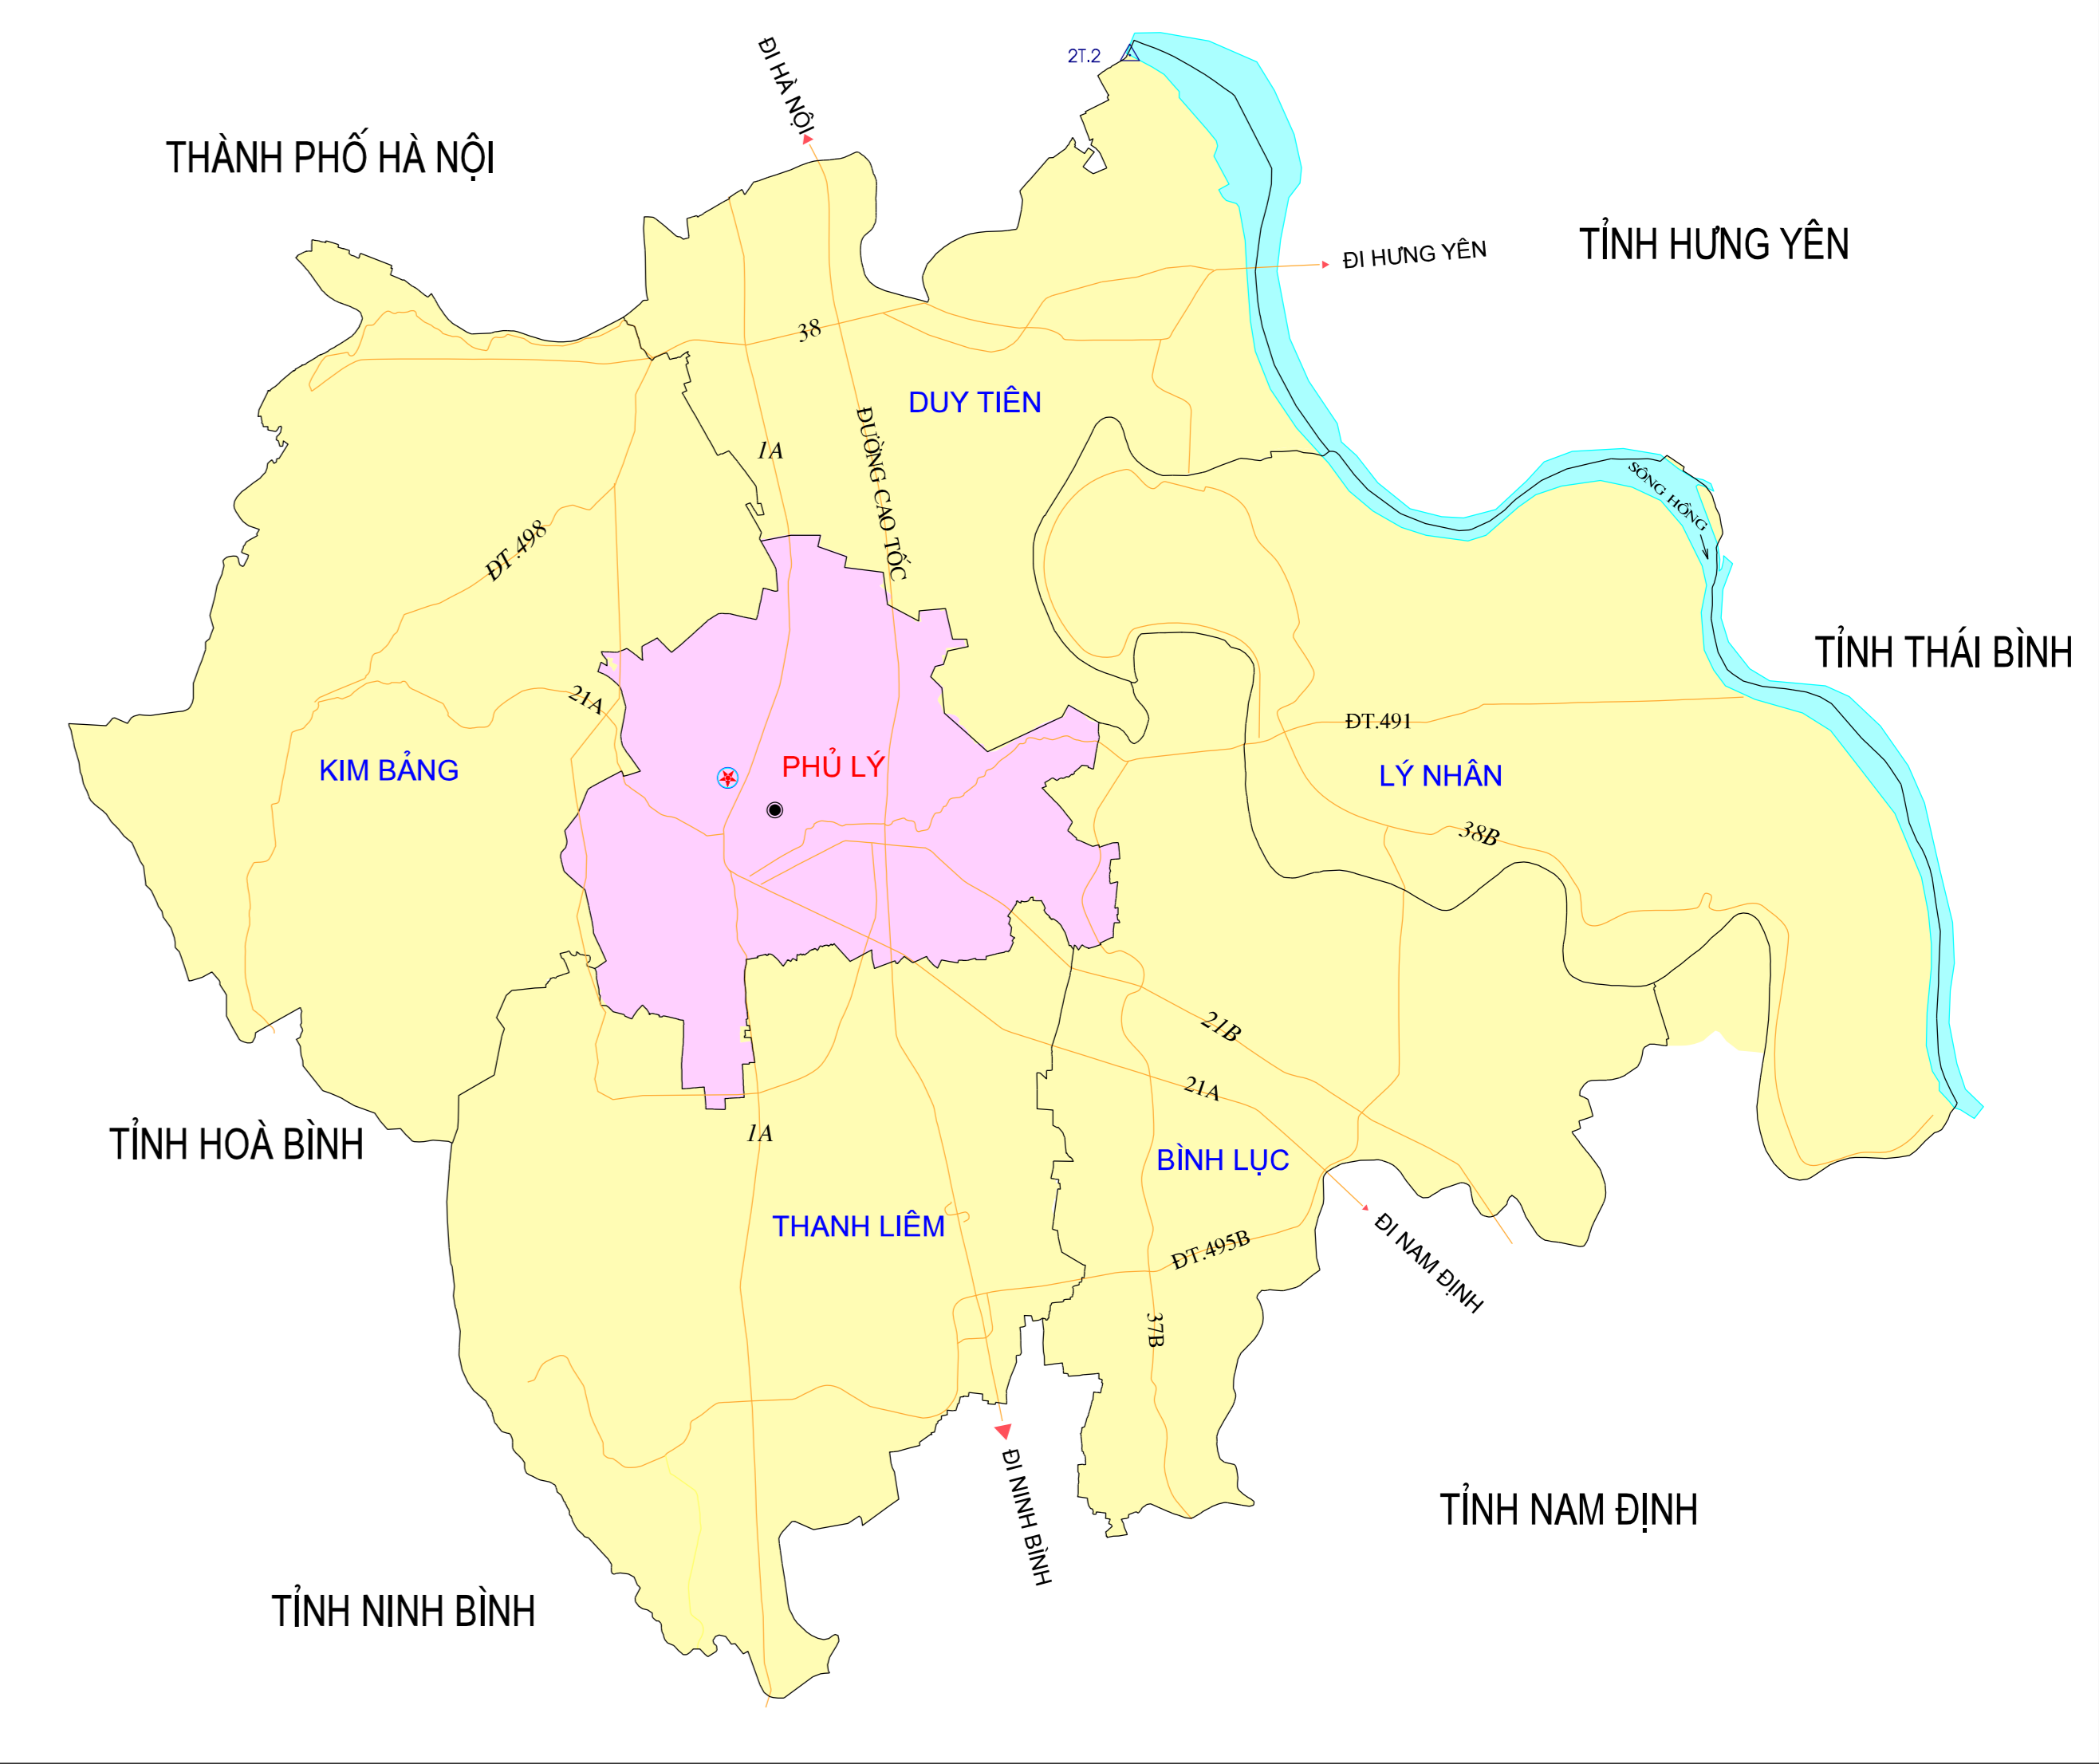 2T.2
ĐI HÀ NỘI
THÀNH PHỐ HÀ NỘI
TỈNH HƯNG YÊN
ĐI HƯNG YÊN
38
DUY TIÊN
1A
ĐƯỜNG CAO TỐC
SÔNG HỒNG
ĐT.498
TỈNH THÁI BÌNH
21A
ĐT.491
KIM BẢNG
PHỦ LÝ
LÝ NHÂN
38B
21B
21A
TỈNH HOÀ BÌNH
1A
BÌNH LỤC
THANH LIÊM
ĐT.495B
ĐI NAM ĐỊNH
37B
ĐI NINH BÌNH
TỈNH NAM ĐỊNH
TỈNH NINH BÌNH